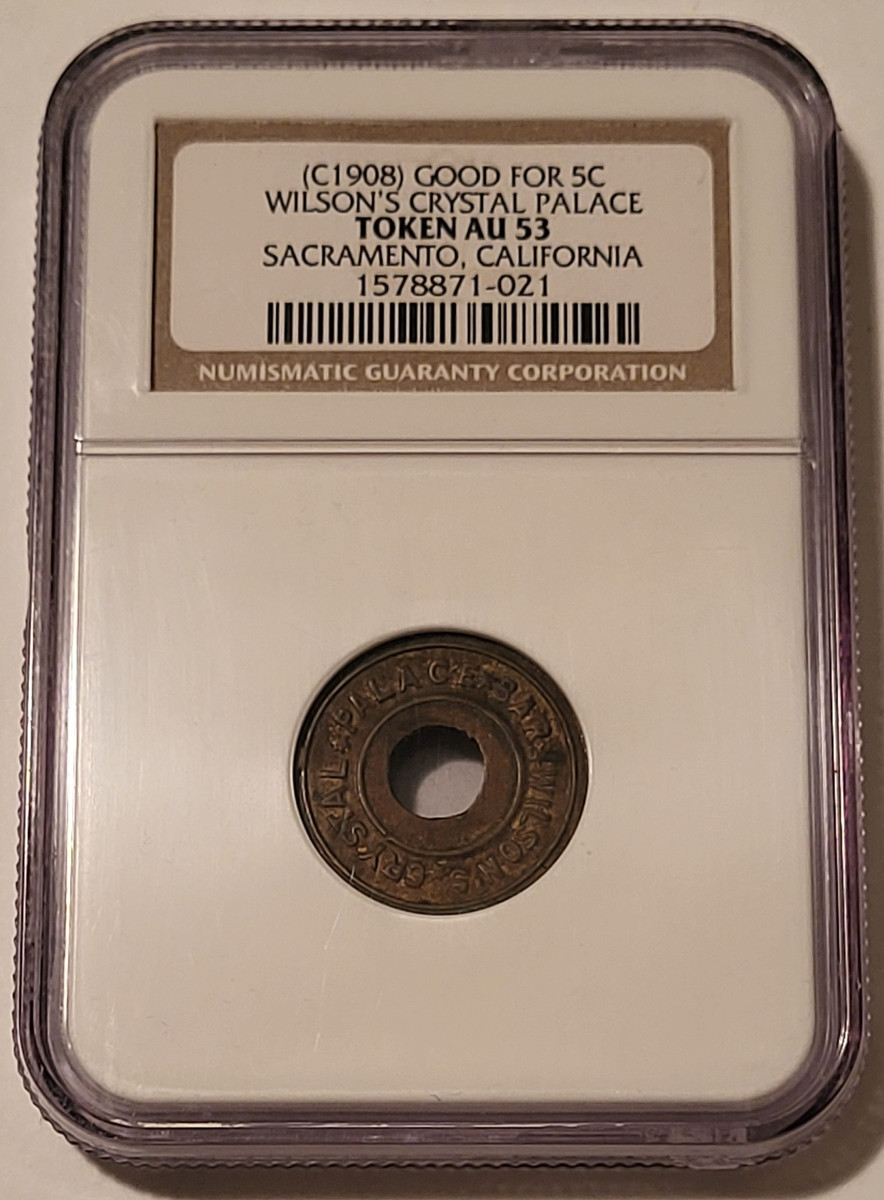 (C1908) GOOD FOR 5C
WILSON'S CRYSTAL PALACE
TOKEN AU 53
SACRAMENTO, CALIFORNIA
1578871-021
NUMISMATIC GUARANTY CORPORATION
WILSON'S CRYSTAL PALACE BAR